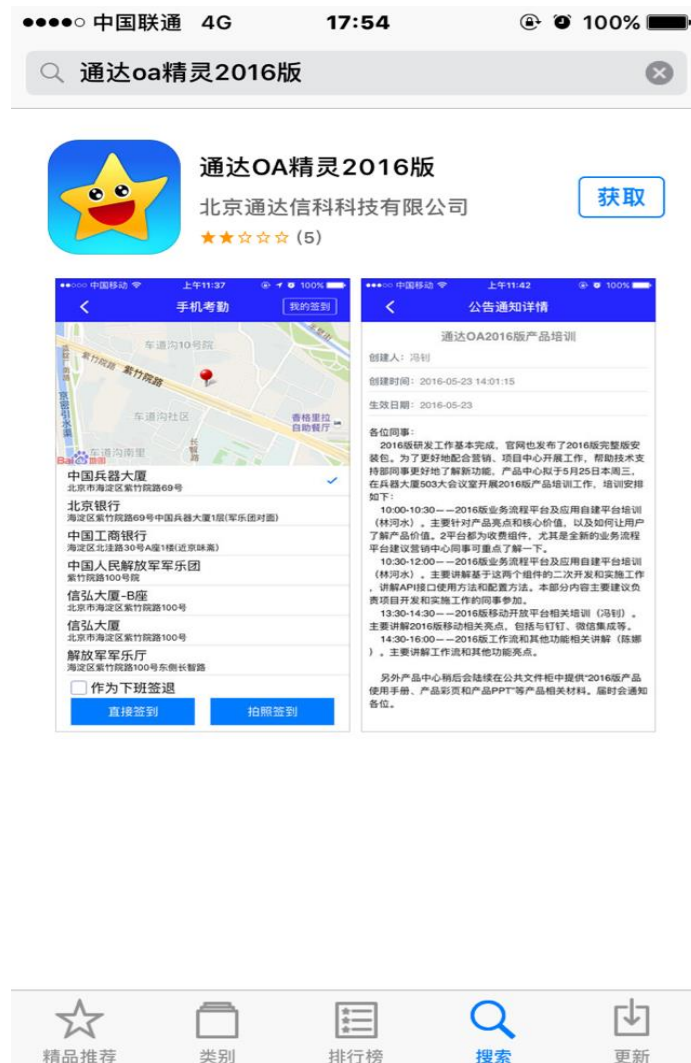 中国联通 4G 17:54 100%
通达oa精灵2016版
通达OA精灵2016版
北京通达信科科技有限公司
(5)
获取
中国移动 上午11:37 100%
手机考勤 我的签到
车道沟10号院
紫竹院路 紫竹院路
车道沟社区
京密引水渠
香格里拉
自助餐厅
长智路
车道沟南里
Bai 地图
中国兵器大厦
北京市海淀区紫竹院路69号
北京银行
海淀区紫竹院路69号中国兵器大厦1层(军乐团对面)
中国工商银行
海淀区北洼路30号A座1楼(近京味斋)
中国人民解放军军乐团
紫竹院路100号院
信弘大厦-B座
北京市海淀区紫竹院路100号
信弘大厦
北京市海淀区紫竹院路100号
解放军军乐厅
海淀区紫竹院路100号东侧长智路
作为下班签退
直接签到 拍照签到
中国移动 上午11:42 100%
公告通知详情
通达OA2016版产品培训
创建人：冯钊
创建时间：2016-05-23 14:01:15
生效日期：2016-05-23
各位同事：
2016版研发工作基本完成，官网也发布了2016版完整版安
装包。为了更好地配合营销、项目中心开展工作，帮助技术支
持部同事更好地了解新功能，产品中心拟于5月25日本周三，
在兵器大厦503大会议室开展2016版产品培训工作，培训安排
如下：
10:00-10:30——2016版业务流程平台及应用自建平台培训
（林河水）。主要针对产品亮点和核心价值，以及如何让用户
了解产品价值。2平台都为收费组件，尤其是全新的业务流程
平台建议营销中心同事可重点了解一下。
10:30-12:00——2016版业务流程平台及应用自建平台培训
（林河水）。主要讲解基于这两个组件的二次开发和实施工作
，讲解API接口使用方法和配置方法。本部分内容主要建议负
责项目开发和实施工作的同事参加。
13:30-14:30——2016版移动开放平台相关培训（冯钊）。
主要讲解2016版移动相关亮点，包括与钉钉、微信集成等。
14:30-16:00——2016版工作流和其他功能相关讲解（陈娜
）。主要讲解工作流和其他功能亮点。
另外产品中心稍后会陆续在公共文件柜中提供“2016版产品
使用手册、产品彩页和产品PPT”等产品相关材料。届时会通知
各位。
精品推荐 类别 排行榜 搜索 更新